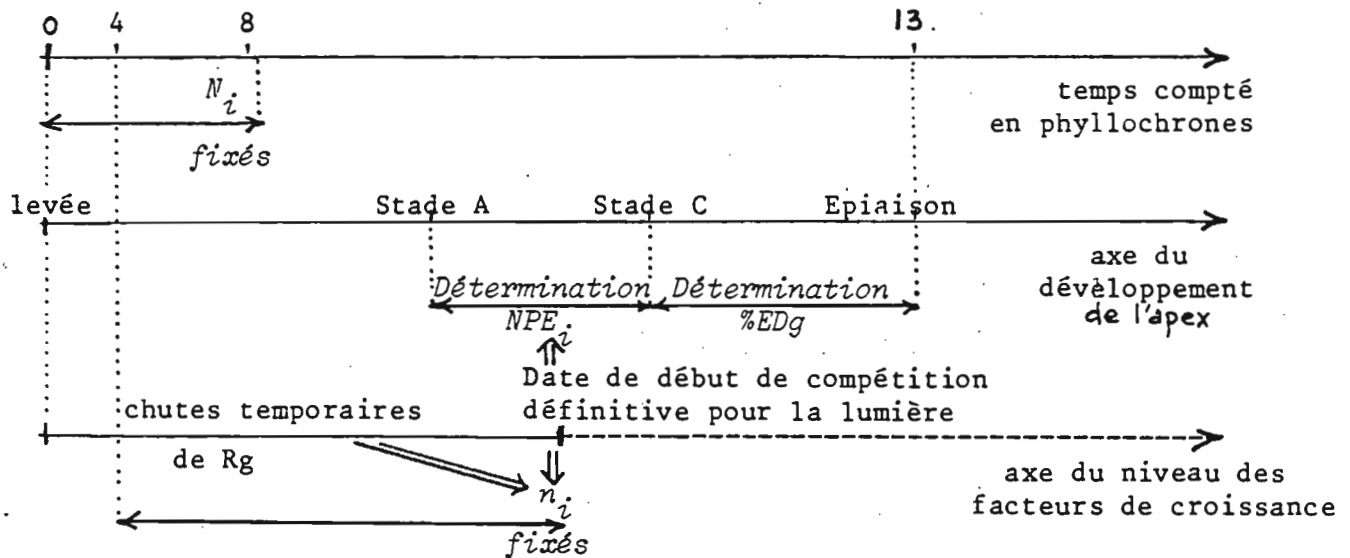 0 4 8 13.
N_i
temps compté
en phyllochrones
fixés
levée Stade A Stade C Epiaison
axe du
dévèloppement
de l'apex
Détermination Détermination
NPE_i %EDg
Date de début de compétition
définitive pour la lumière
chutes temporaires
de Rg
axe du niveau des
facteurs de croissance
n_i
fixés